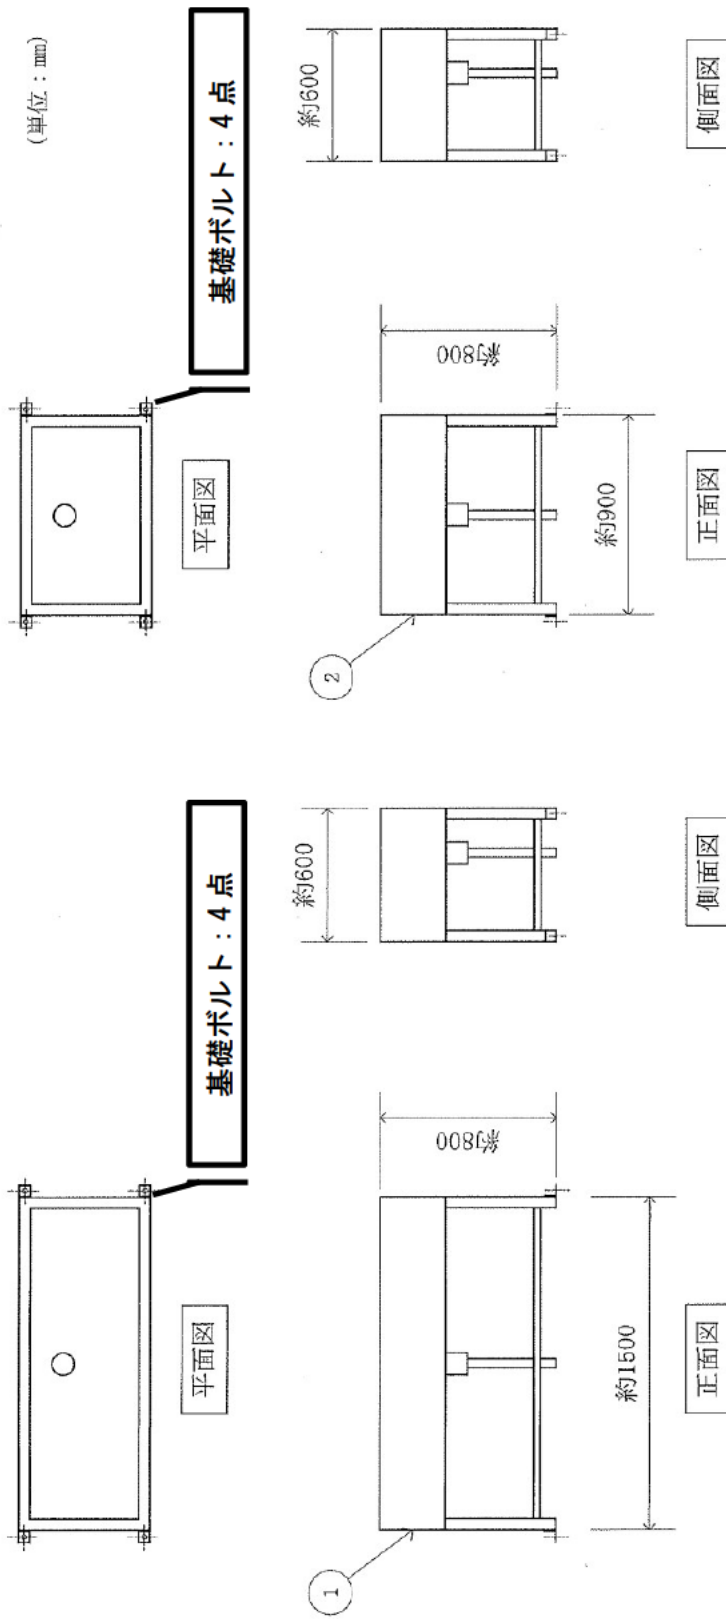 (単位：㎜)
基礎ボルト：4点
基礎ボルト：4点
平面図
平面図
約600
約600
約800
約800
1
2
約1500
約900
正面図
側面図
正面図
側面図